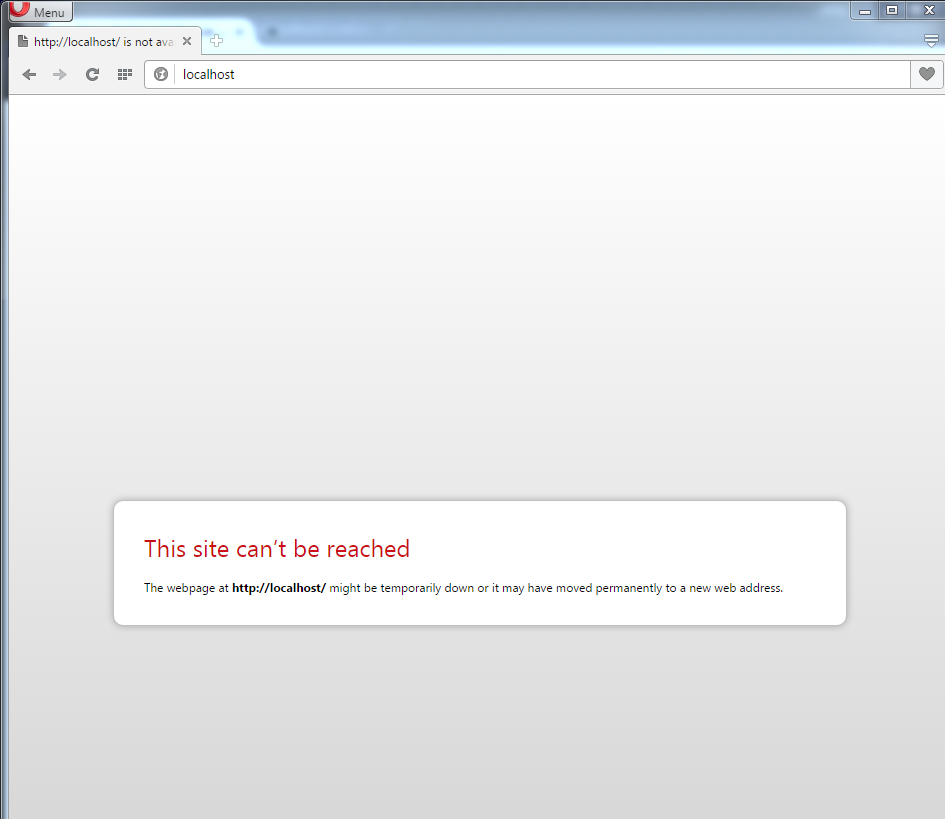 Menu
http://localhost/ is not ava
localhost
This site can't be reached
The webpage at http://localhost/ might be temporarily down or it may have moved permanently to a new web address.